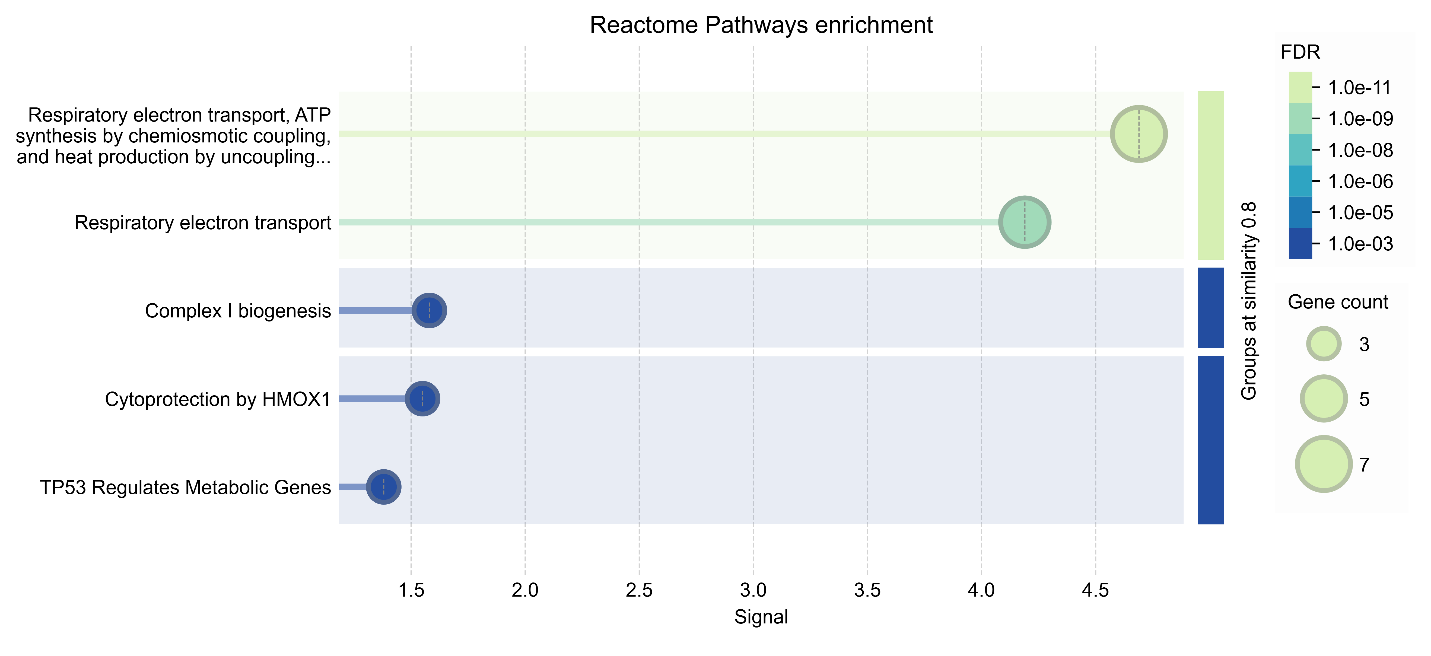 Reactome Pathways enrichment
Respiratory electron transport, ATP
synthesis by chemiosmotic coupling,
and heat production by uncoupling...
Respiratory electron transport
Complex I biogenesis
Cytoprotection by HMOX1
TP53 Regulates Metabolic Genes
1.5 2.0 2.5 3.0 3.5 4.0 4.5
Signal
Groups at similarity 0.8
FDR
1.0e-11
1.0e-09
1.0e-08
1.0e-06
1.0e-05
1.0e-03
Gene count
3
5
7